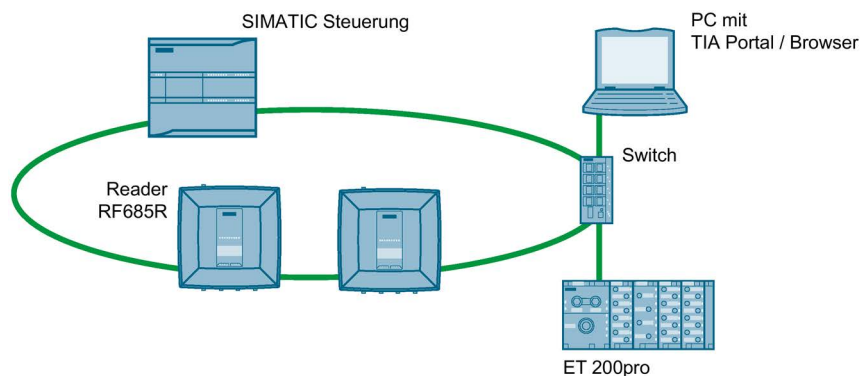 SIMATIC Steuerung
PC mit
TIA Portal / Browser
Switch
Reader
RF685R
ET 200pro